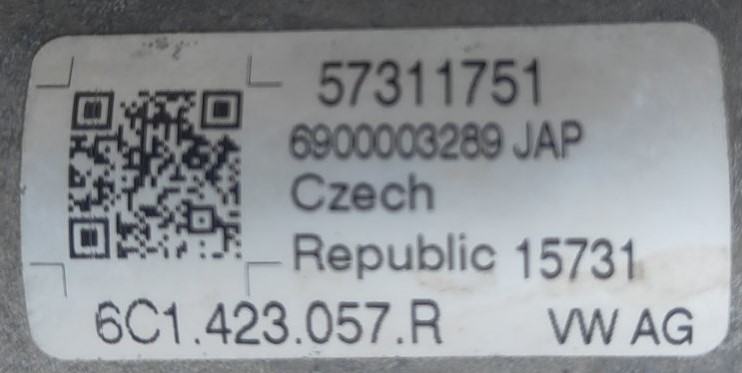 57311751
6900003289 JAP
Czech
Republic 15731
6C1.423.057.R VW AG